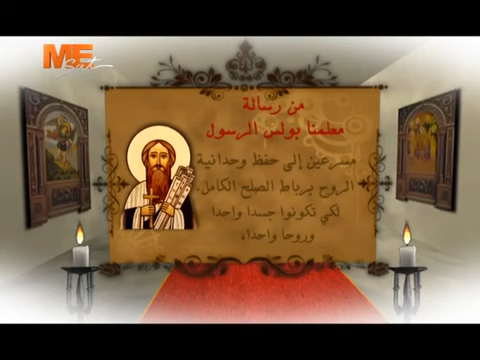 ME
Sat
من رسالة
معلمنا بولس الرسول
مسرعين إلى حفظ وحدانية
الروح برباط الصلح الكامل.
لكي تكونوا جسدا واحدا
وروحا واحدا،